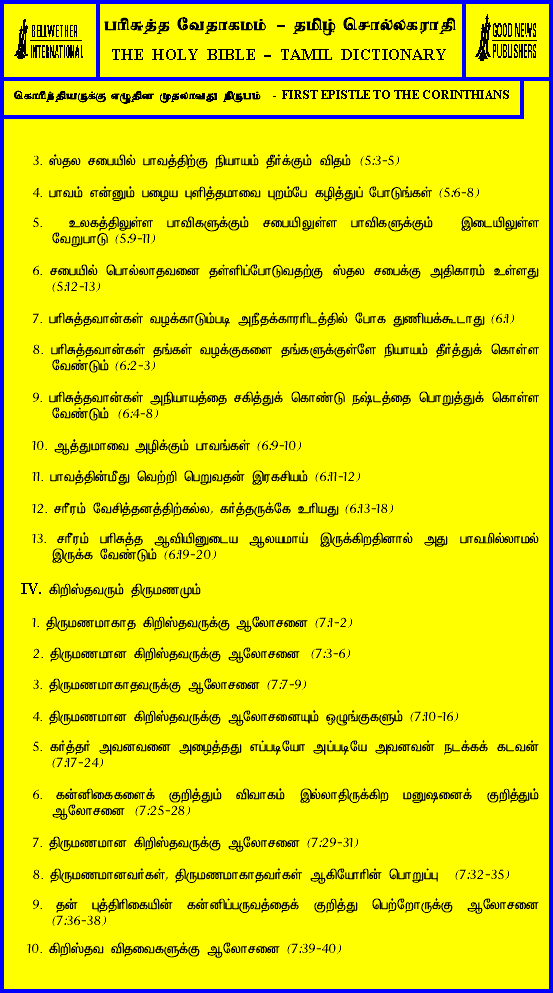 BELLWETHER
INTERNATIONAL
பரிசுத்த வேதாகமம் - தமிழ் சொல்லகராதி
THE HOLY BIBLE - TAMIL DICTIONARY
GOOD NEWS
PUBLISHERS
கொரிந்தியருக்கு எழுதின முதலாவது நிருபம் - FIRST EPISTLE TO THE CORINTHIANS
3. ஸ்தல சபையில் பாவத்திற்கு நியாயம் தீர்க்கும் விதம் (5:3-5)
4. பாவம் என்னும் பழைய புளித்தமாவை புறம்பே கழித்துப் போடுங்கள் (5:6-8)
5. உலகத்திலுள்ள பாவிகளுக்கும் சபையிலுள்ள பாவிகளுக்கும் இடையிலுள்ள
வேறுபாடு (5:9-11)
6. சபையில் பொல்லாதவனை தள்ளிப்போடுவதற்கு ஸ்தல சபைக்கு அதிகாரம் உள்ளது
(5:12-13)
7. பரிசுத்தவான்கள் வழக்காடும்படி அநீதக்காரரிடத்தில் போக துணியக்கூடாது (6:1)
8. பரிசுத்தவான்கள் தங்கள் வழக்குகளை தங்களுக்குள்ளே நியாயம் தீர்த்துக் கொள்ள
வேண்டும் (6:2-3)
9. பரிசுத்தவான்கள் அநியாயத்தை சகித்துக் கொண்டு நஷ்டத்தை பொறுத்துக் கொள்ள
வேண்டும் (6:4-8)
10. ஆத்துமாவை அழிக்கும் பாவங்கள் (6:9-10)
11. பாவத்தின்மீது வெற்றி பெறுவதன் இரகசியம் (6:11-12)
12. சரீரம் வேசித்தனத்திற்கல்ல, கர்த்தருக்கே உரியது (6:13-18)
13. சரீரம் பரிசுத்த ஆவியினுடைய ஆலயமாய் இருக்கிறதினால் அது பாவமில்லாமல்
இருக்க வேண்டும் (6:19-20)
IV. கிறிஸ்தவரும் திருமணமும்
1. திருமணமாகாத கிறிஸ்தவருக்கு ஆலோசனை (7:1-2)
2. திருமணமான கிறிஸ்தவருக்கு ஆலோசனை (7:3-6)
3. திருமணமாகாதவருக்கு ஆலோசனை (7:7-9)
4. திருமணமான கிறிஸ்தவருக்கு ஆலோசனையும் ஒழுங்குகளும் (7:10-16)
5. கர்த்தர் அவனவனை அழைத்தது எப்படியோ அப்படியே அவனவன் நடக்கக் கடவன்
(7:17-24)
6. கன்னிகைகளைக் குறித்தும் விவாகம் இல்லாதிருக்கிற மனுஷனைக் குறித்தும்
ஆலோசனை (7:25-28)
7. திருமணமான கிறிஸ்தவருக்கு ஆலோசனை (7:29-31)
8. திருமணமானவர்கள், திருமணமாகாதவர்கள் ஆகியோரின் பொறுப்பு (7:32-35)
9. தன் புத்திரிகையின் கன்னிப்பருவத்தைக் குறித்து பெற்றோருக்கு ஆலோசனை
(7:36-38)
10. கிறிஸ்தவ விதவைகளுக்கு ஆலோசனை (7:39-40)